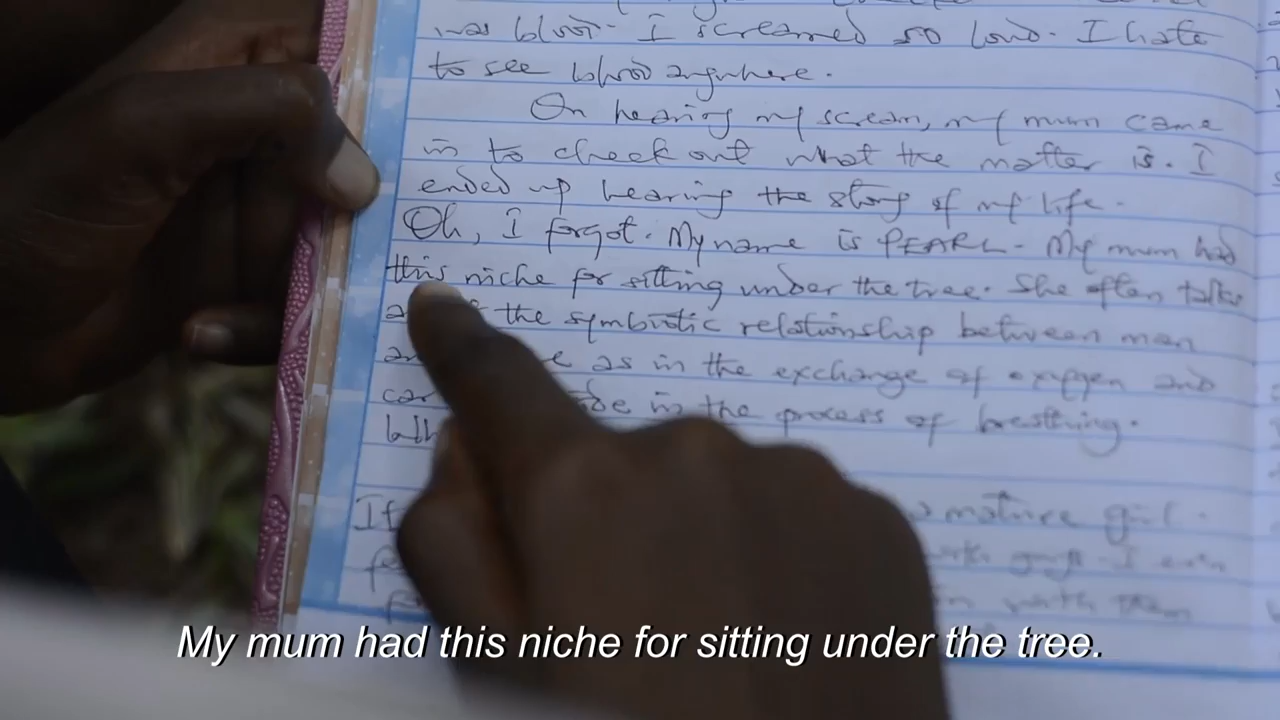 was blood. I screamed so loud. I hate
to see blood anywhere.
On hearing my scream, my mum came
in to check out what the matter is. I
ended up hearing the story of my life.
Oh, I forgot. My name is PEARL. My mum had
this niche for sitting under the tree. She often talks
the symbiotic relationship between man
as in the exchange of oxygen and
in the process of breathing.
If mature girl.
I even
with them
My mum had this niche for sitting under the tree.